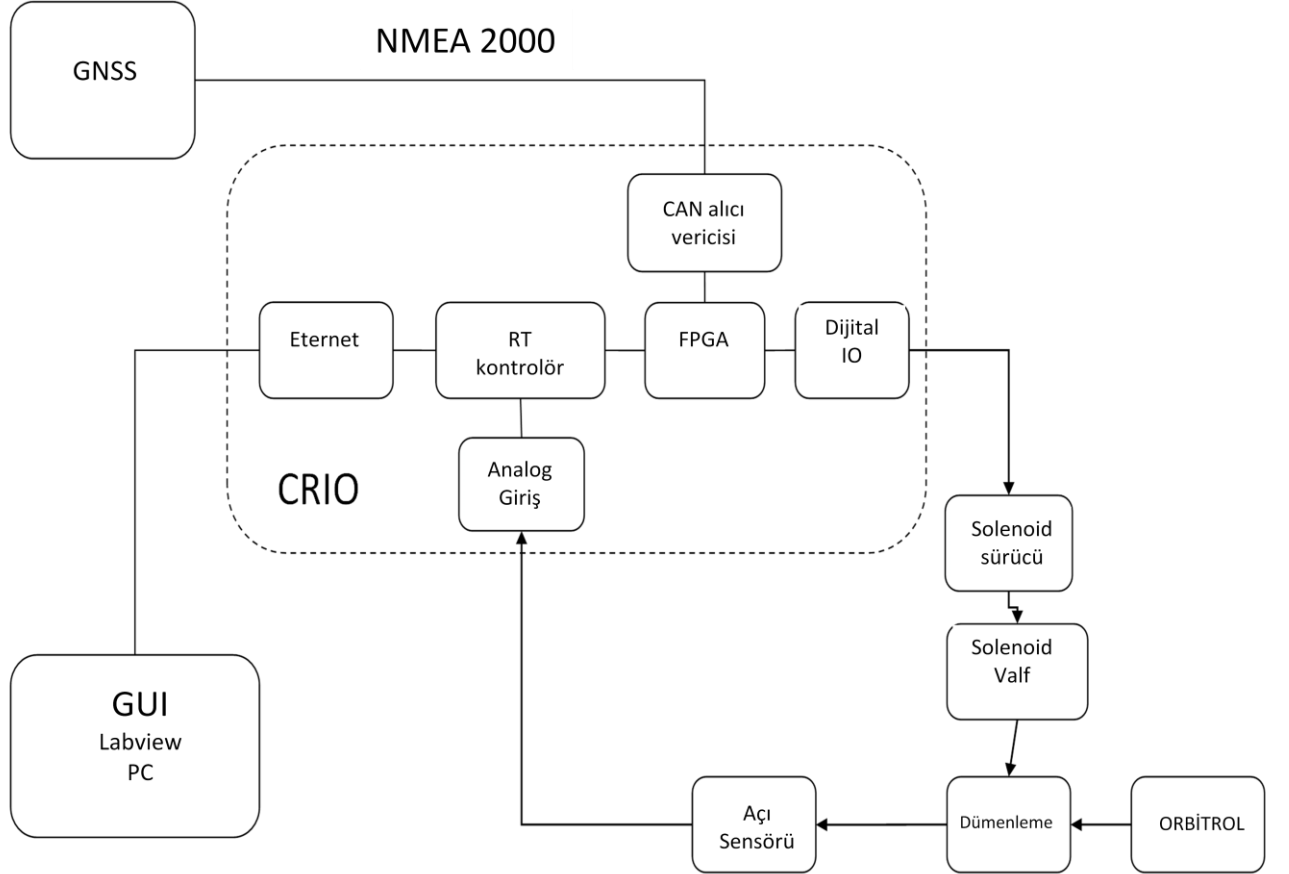 NMEA 2000
GNSS
CAN alıcı
vericisi
Eternet
RT
kontrolör
FPGA
Dijital
IO
Analog
Giriş
CRIO
Solenoid
sürücü
Solenoid
Valf
GUI
Labview
PC
Açı
Sensörü
Dümenleme
ORBİTROL